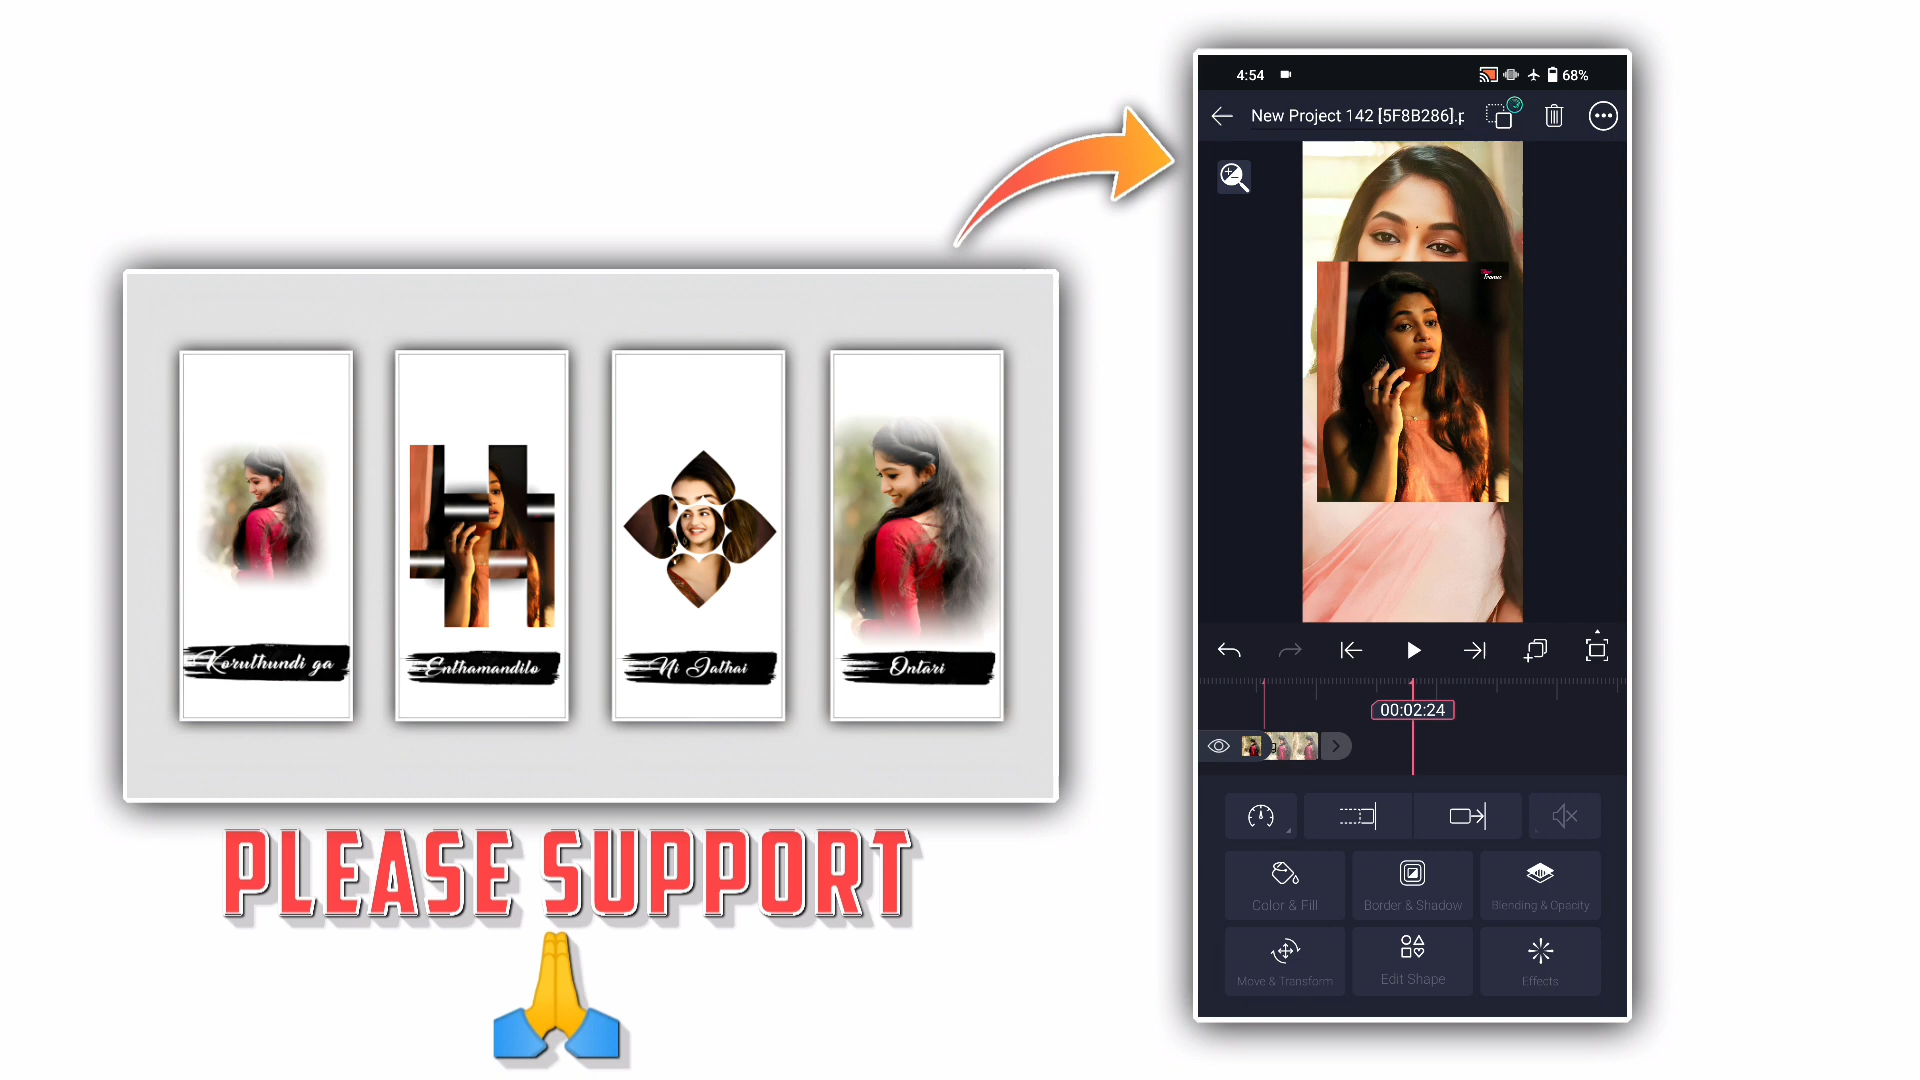 Koruthundi ga
Enthamandilo
Ni Jathai
Ontari
PLEASE SUPPORT
4:54
68%
New Project 142 [5F8B286].p
00:02:24
Color & Fill
Border & Shadow
Blending & Opacity
Move & Transform
Edit Shape
Effects